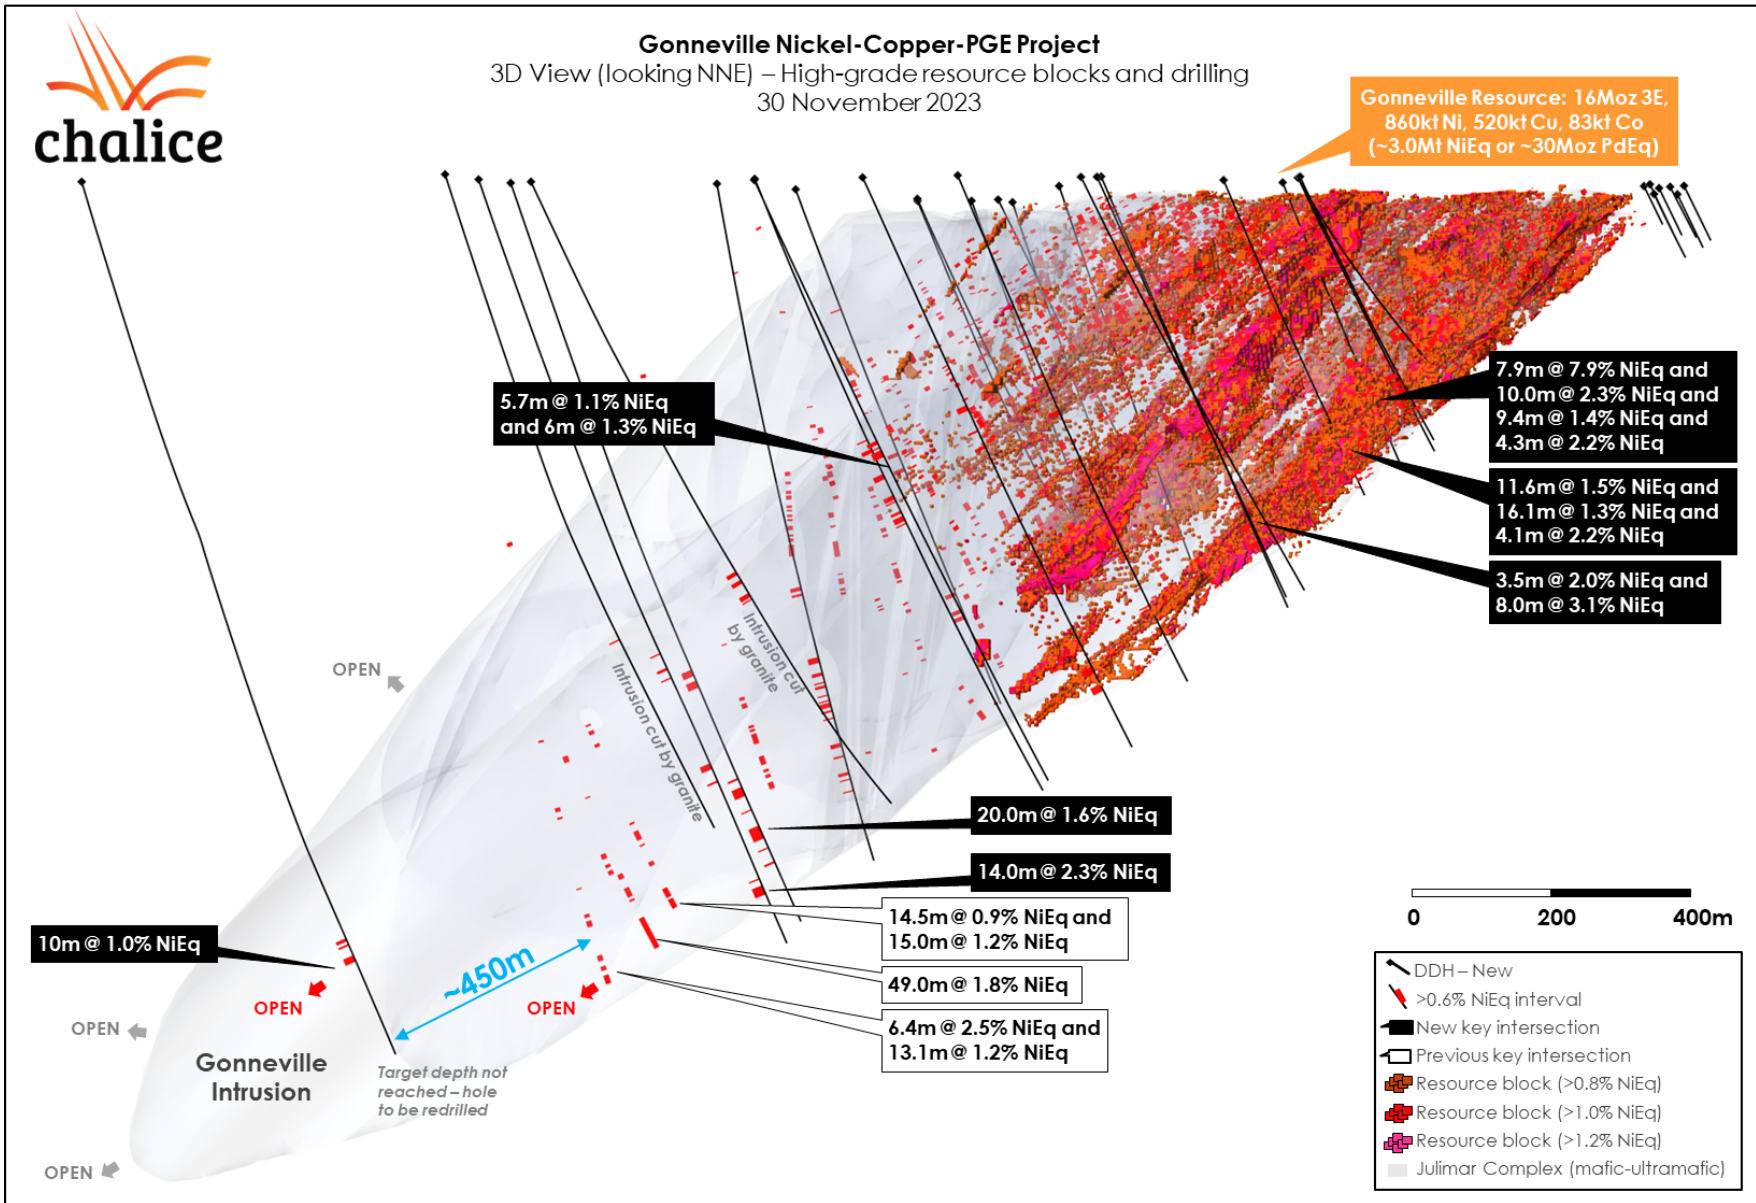 chalice
Gonneville Nickel-Copper-PGE Project
3D View (looking NNE) – High-grade resource blocks and drilling
30 November 2023
Gonneville Resource: 16Moz 3E,
860kt Ni, 520kt Cu, 83kt Co
(~3.0Mt NiEq or ~30Moz PdEq)
5.7m @ 1.1% NiEq
and 6m @ 1.3% NiEq
7.9m @ 7.9% NiEq and
10.0m @ 2.3% NiEq and
9.4m @ 1.4% NiEq and
4.3m @ 2.2% NiEq
11.6m @ 1.5% NiEq and
16.1m @ 1.3% NiEq and
4.1m @ 2.2% NiEq
3.5m @ 2.0% NiEq and
8.0m @ 3.1% NiEq
Intrusion cut
by granite
Intrusion cut by granite
OPEN
20.0m @ 1.6% NiEq
14.0m @ 2.3% NiEq
14.5m @ 0.9% NiEq and
15.0m @ 1.2% NiEq
49.0m @ 1.8% NiEq
6.4m @ 2.5% NiEq and
13.1m @ 1.2% NiEq
10m @ 1.0% NiEq
~450m
OPEN
OPEN
OPEN
Gonneville
Intrusion
Target depth not
reached – hole
to be redrilled
OPEN
0 200 400m
DDH – New
>0.6% NiEq interval
New key intersection
Previous key intersection
Resource block (>0.8% NiEq)
Resource block (>1.0% NiEq)
Resource block (>1.2% NiEq)
Julimar Complex (mafic-ultramafic)